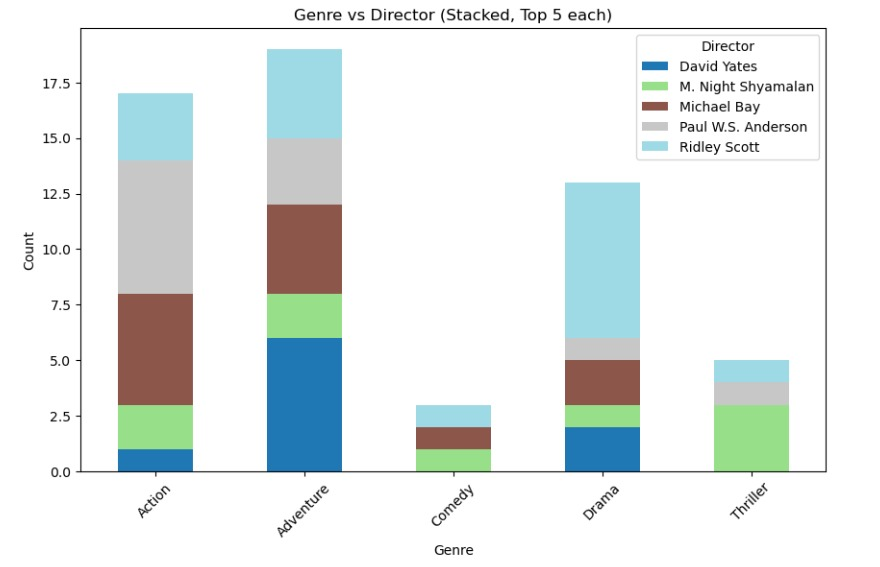 Genre vs Director (Stacked, Top 5 each)
Director
David Yates
M. Night Shyamalan
Michael Bay
Paul W.S. Anderson
Ridley Scott
17.5
15.0
12.5
10.0
7.5
5.0
2.5
0.0
Count
Action
Adventure
Comedy
Drama
Thriller
Genre